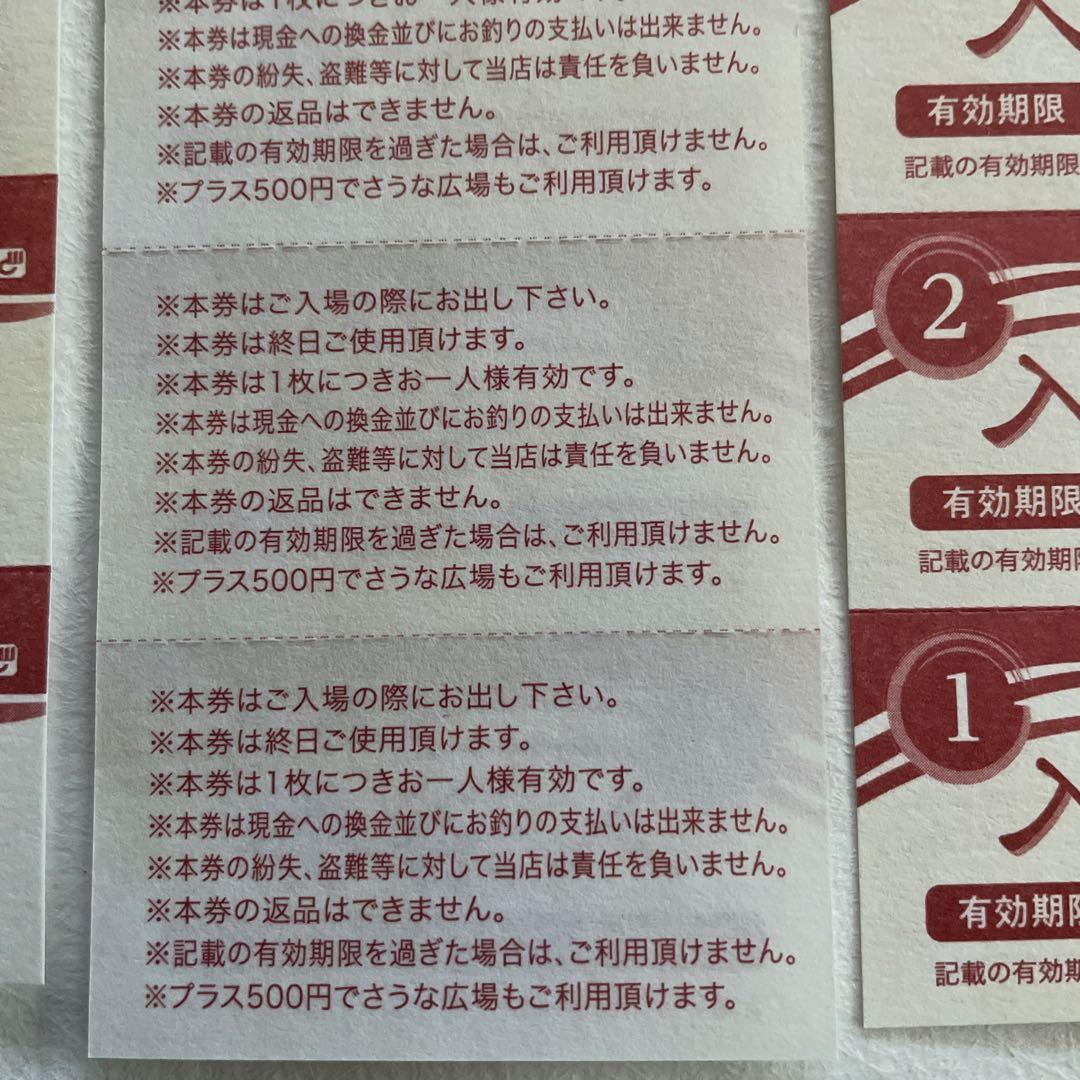 ※本券は1枚につきお一人様有効です。
※本券は現金への換金並びにお釣りの支払いは出来ません。
※本券の紛失、盗難等に対して当店は責任を負いません。
※本券の返品はできません。
※記載の有効期限を過ぎた場合は、ご利用頂けません。
※プラス500円でさうな広場もご利用頂けます。
※本券はご入場の際にお出し下さい。
※本券は終日ご使用頂けます。
※本券は1枚につきお一人様有効です。
※本券は現金への換金並びにお釣りの支払いは出来ません。
※本券の紛失、盗難等に対して当店は責任を負いません。
※本券の返品はできません。
※記載の有効期限を過ぎた場合は、ご利用頂けません。
※プラス500円でさうな広場もご利用頂けます。
※本券はご入場の際にお出し下さい。
※本券は終日ご使用頂けます。
※本券は1枚につきお一人様有効です。
※本券は現金への換金並びにお釣りの支払いは出来ません。
※本券の紛失、盗難等に対して当店は責任を負いません。
※本券の返品はできません。
※記載の有効期限を過ぎた場合は、ご利用頂けません。
※プラス500円でさうな広場もご利用頂けます。
入
有効期限
記載の有効期限
2
入
有効期限
記載の有効期
1
入
有効期
記載の有効期